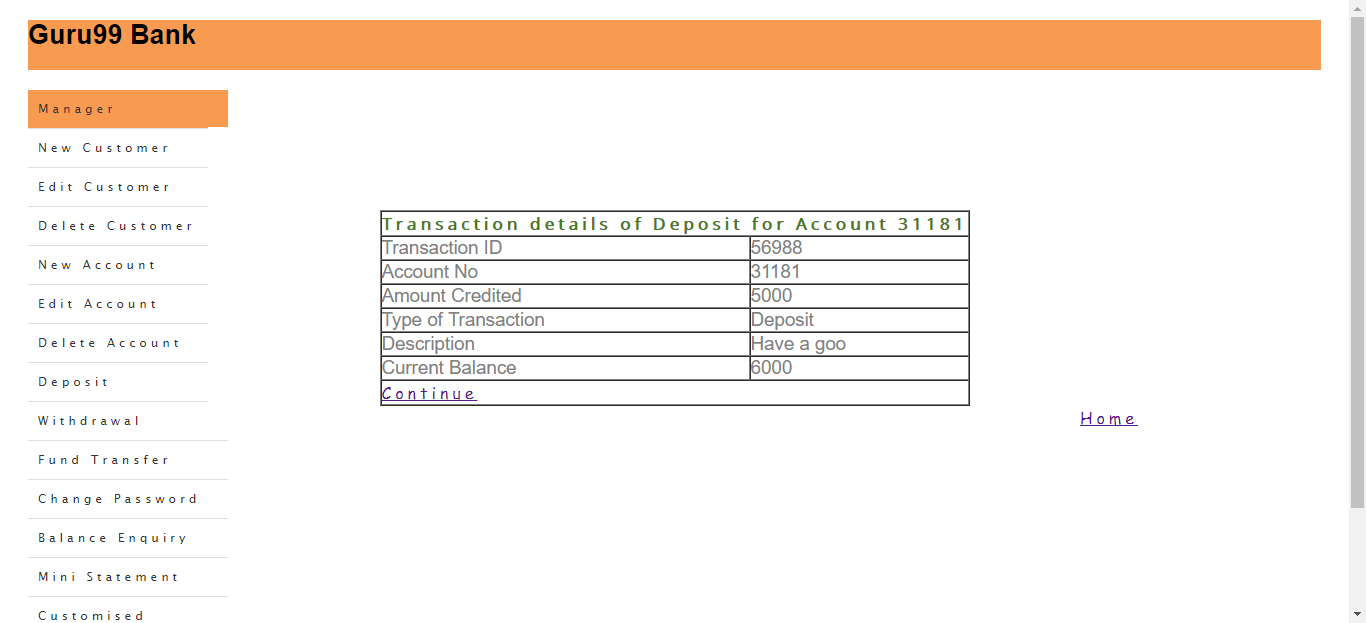 Guru99 Bank
Manager
New Customer
Edit Customer
Delete Customer
New Account
Edit Account
Delete Account
Deposit
Withdrawal
Fund Transfer
Change Password
Balance Enquiry
Mini Statement
Customised
Transaction details of Deposit for Account 31181
Transaction ID 56988
Account No 31181
Amount Credited 5000
Type of Transaction Deposit
Description Have a goo
Current Balance 6000
Continue
Home